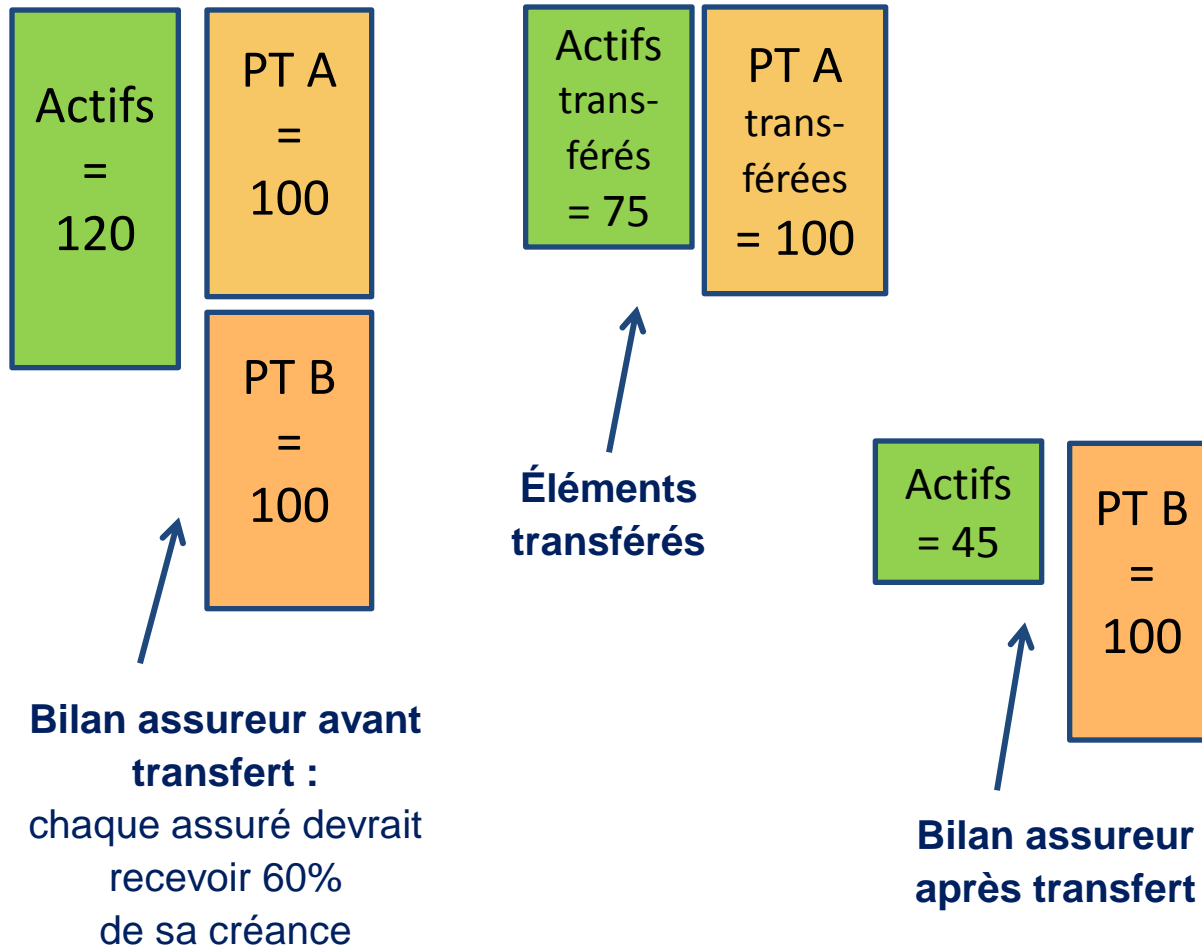 Actifs
=
120
PT A
=
100
PT B
=
100
Bilan assureur avant
transfert :
chaque assuré devrait
recevoir 60%
de sa créance
Actifs
trans-
férés
= 75
PT A
trans-
férées
= 100
Éléments
transférés
Actifs
= 45
PT B
=
100
Bilan assureur
après transfert